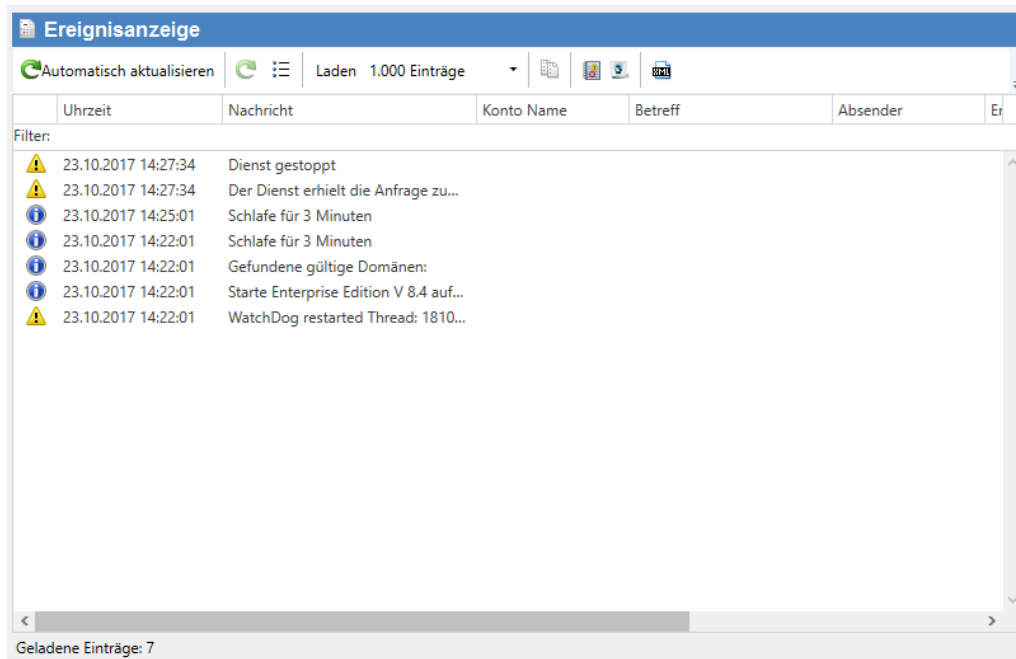 Ereignisanzeige
Automatisch aktualisieren Laden 1.000 Einträge XML
Uhrzeit Nachricht Konto Name Betreff Absender Er
Filter:
23.10.2017 14:27:34 Dienst gestoppt
23.10.2017 14:27:34 Der Dienst erhielt die Anfrage zu...
23.10.2017 14:25:01 Schlafe für 3 Minuten
23.10.2017 14:22:01 Schlafe für 3 Minuten
23.10.2017 14:22:01 Gefundene gültige Domänen:
23.10.2017 14:22:01 Starte Enterprise Edition V 8.4 auf...
23.10.2017 14:22:01 WatchDog restarted Thread: 1810...
Geladene Einträge: 7